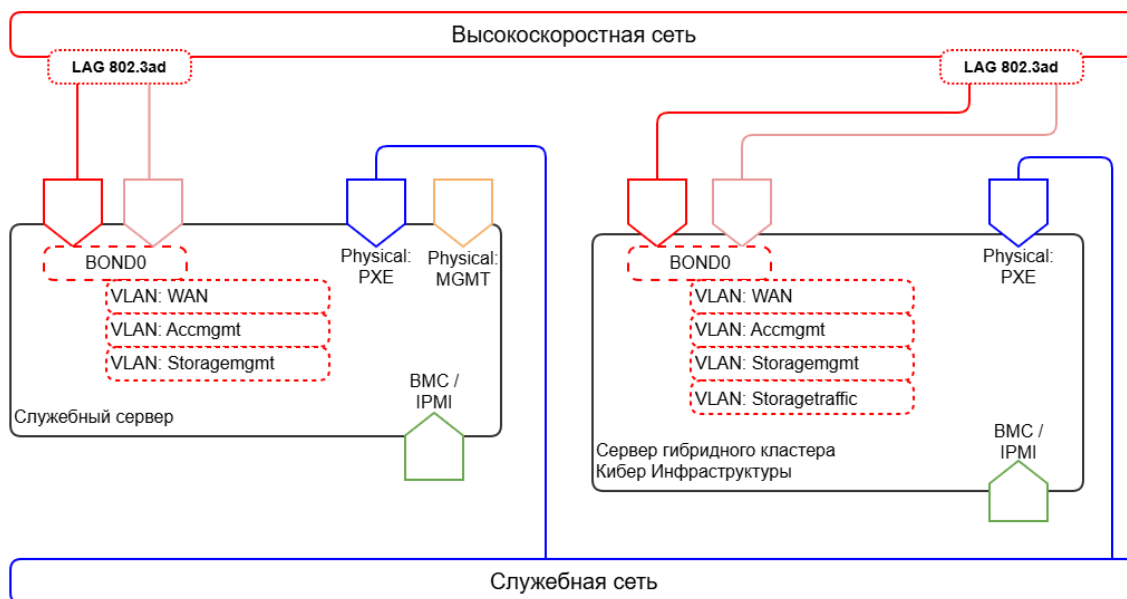 Высокоскоростная сеть
LAG 802.3ad
LAG 802.3ad
BOND0
VLAN: WAN
VLAN: Accmgmt
VLAN: Storagemgmt
Physical:
PXE
Physical:
MGMT
BMC /
IPMI
Служебный сервер
BOND0
VLAN: WAN
VLAN: Accmgmt
VLAN: Storagemgmt
VLAN: Storagetraffic
Physical:
PXE
BMC /
IPMI
Сервер гибридного кластера
Кибер Инфраструктуры
Служебная сеть